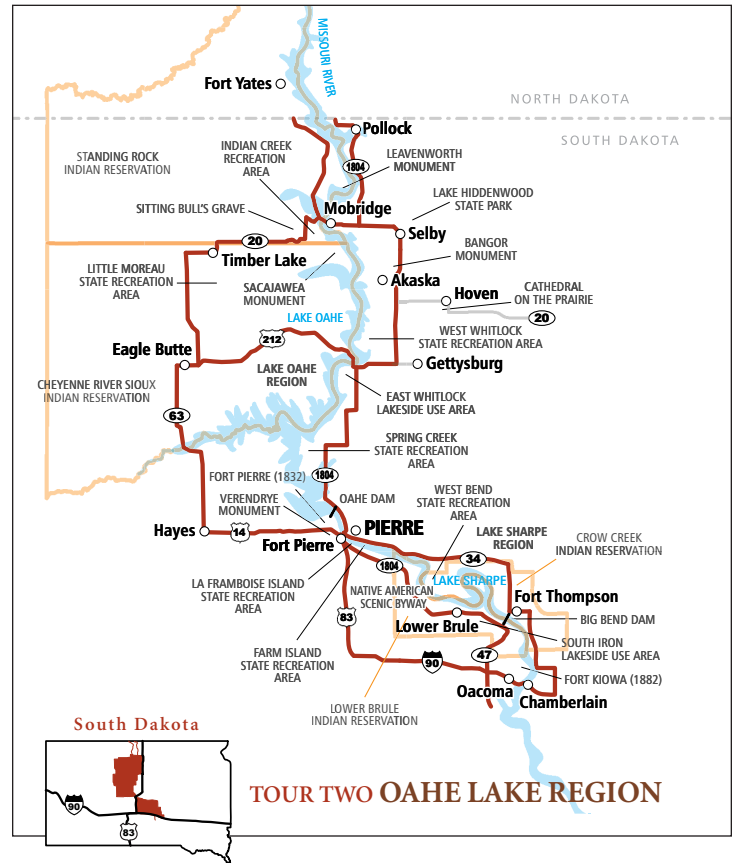 MISSOURI RIVER
Fort Yates
NORTH DAKOTA
SOUTH DAKOTA
Pollock
STANDING ROCK
INDIAN RESERVATION
INDIAN CREEK
RECREATION
AREA
1804
LEAVENWORTH
MONUMENT
LAKE HIDDENWOOD
STATE PARK
SITTING BULL'S GRAVE
Mobridge
Selby
20
Timber Lake
BANGOR
MONUMENT
LITTLE MOREAU
STATE RECREATION
AREA
SACAJAWEA
MONUMENT
Akaska
Hoven
CATHEDRAL
ON THE PRAIRIE
20
LAKE OAHE
212
WEST WHITLOCK
STATE RECREATION AREA
Eagle Butte
Gettysburg
LAKE OAHE
REGION
CHEYENNE RIVER SIOUX
INDIAN RESERVATION
EAST WHITLOCK
LAKESIDE USE AREA
63
SPRING CREEK
STATE RECREATION
AREA
FORT PIERRE (1832)
1804
VERENDRYE
MONUMENT
OAHE DAM
WEST BEND
STATE RECREATION
AREA
Hayes
14
PIERRE
Fort Pierre
LAKE SHARPE
REGION
CROW CREEK
INDIAN RESERVATION
34
1804
LA FRAMBOISE ISLAND
STATE RECREATION
AREA
NATIVE AMERICAN
SCENIC BYWAY
LAKE SHARPE
Fort Thompson
83
Lower Brule
BIG BEND DAM
FARM ISLAND
STATE RECREATION
AREA
SOUTH IRON
LAKESIDE USE AREA
47
90
FORT KIOWA (1882)
Oacoma
Chamberlain
LOWER BRULE
INDIAN RESERVATION
South Dakota
90
83
TOUR TWO OAHE LAKE REGION